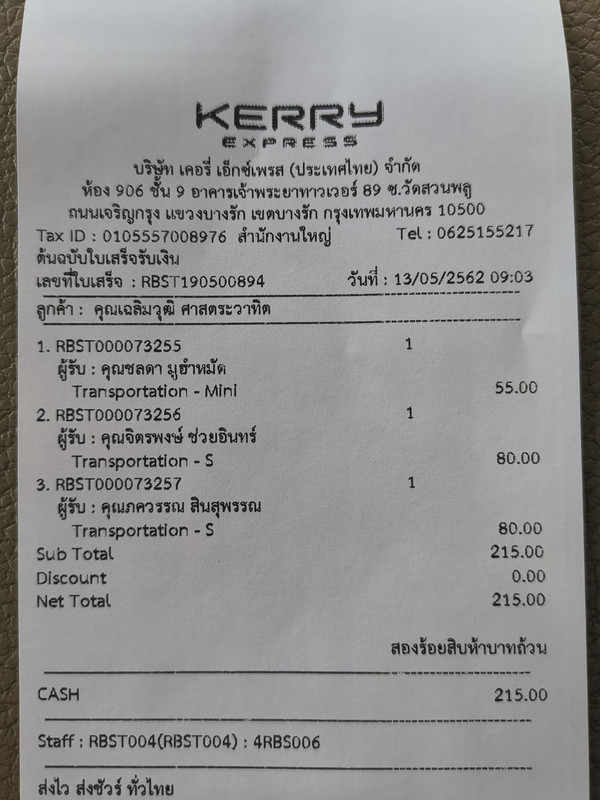 KERRY
EXPRESS
บริษัท เคอรี่ เอ็กซ์เพรส (ประเทศไทย) จำกัด
ห้อง 906 ชั้น 9 อาคารเจ้าพระยาทาวเวอร์ 89 ซ.วัดสวนพลู
ถนนเจริญกรุง แขวงบางรัก เขตบางรัก กรุงเทพมหานคร 10500
Tax ID : 0105557008976 สำนักงานใหญ่ Tel : 0625155217
ต้นฉบับใบเสร็จรับเงิน
เลขที่ใบเสร็จ : RBST190500894 วันที่ : 13/05/2562 09:03
ลูกค้า : คุณเฉลิมวุฒิ ศาสตระวาทิต
1. RBST000073255 1
ผู้รับ : คุณชลดา มูฮำหมัด
Transportation - Mini 55.00
2. RBST000073256 1
ผู้รับ : คุณจิตรพงษ์ ช่วยอินทร์
Transportation - S 80.00
3. RBST000073257 1
ผู้รับ : คุณภควรรณ สินสุพรรณ
Transportation - S 80.00
Sub Total 215.00
Discount 0.00
Net Total 215.00
สองร้อยสิบห้าบาทถ้วน
CASH 215.00
Staff : RBST004(RBST004) : 4RBS006
ส่งไว ส่งชัวร์ ทั่วไทย